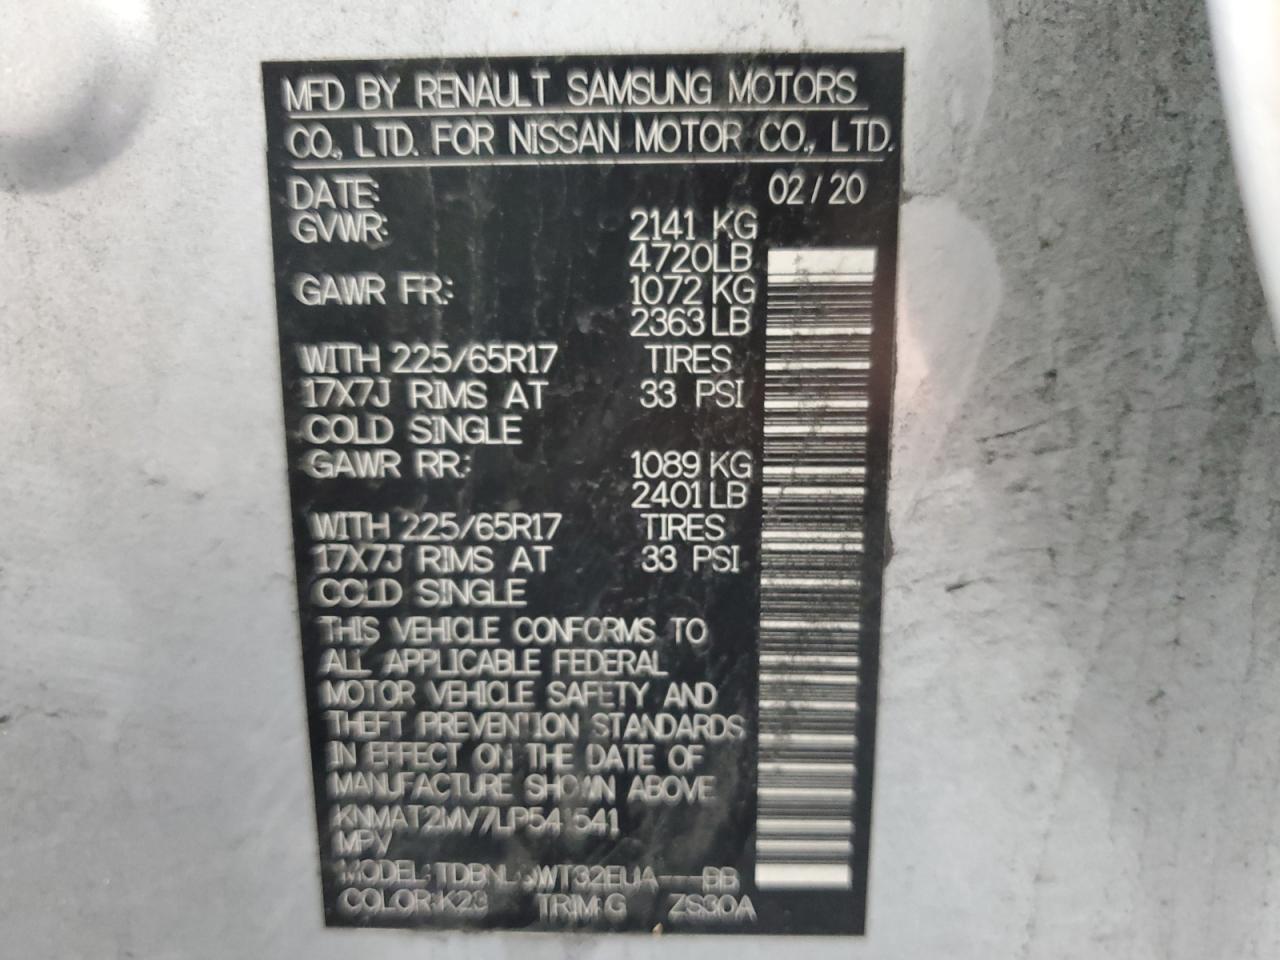 MFD BY RENAULT SAMSUNG MOTORS
CO., LTD. FOR NISSAN MOTOR CO., LTD.
DATE: 02 / 20
GVWR: 2141 KG
4720LB
GAWR FR.: 1072 KG
2363 LB
WITH 225/65R17 TIRES
17X7J RIMS AT 33 PSI
COLD SINGLE
GAWR RR.: 1089 KG
2401 LB
WITH 225/65R17 TIRES
17X7J RIMS AT 33 PSI
COLD SINGLE
THIS VEHICLE CONFORMS TO
ALL APPLICABLE FEDERAL
MOTOR VEHICLE SAFETY AND
THEFT PREVENTION STANDARDS
IN EFFECT ON THE DATE OF
MANUFACTURE SHOWN ABOVE
MPV
MODEL:
COLOR:K23 TRIM:G ZS30A